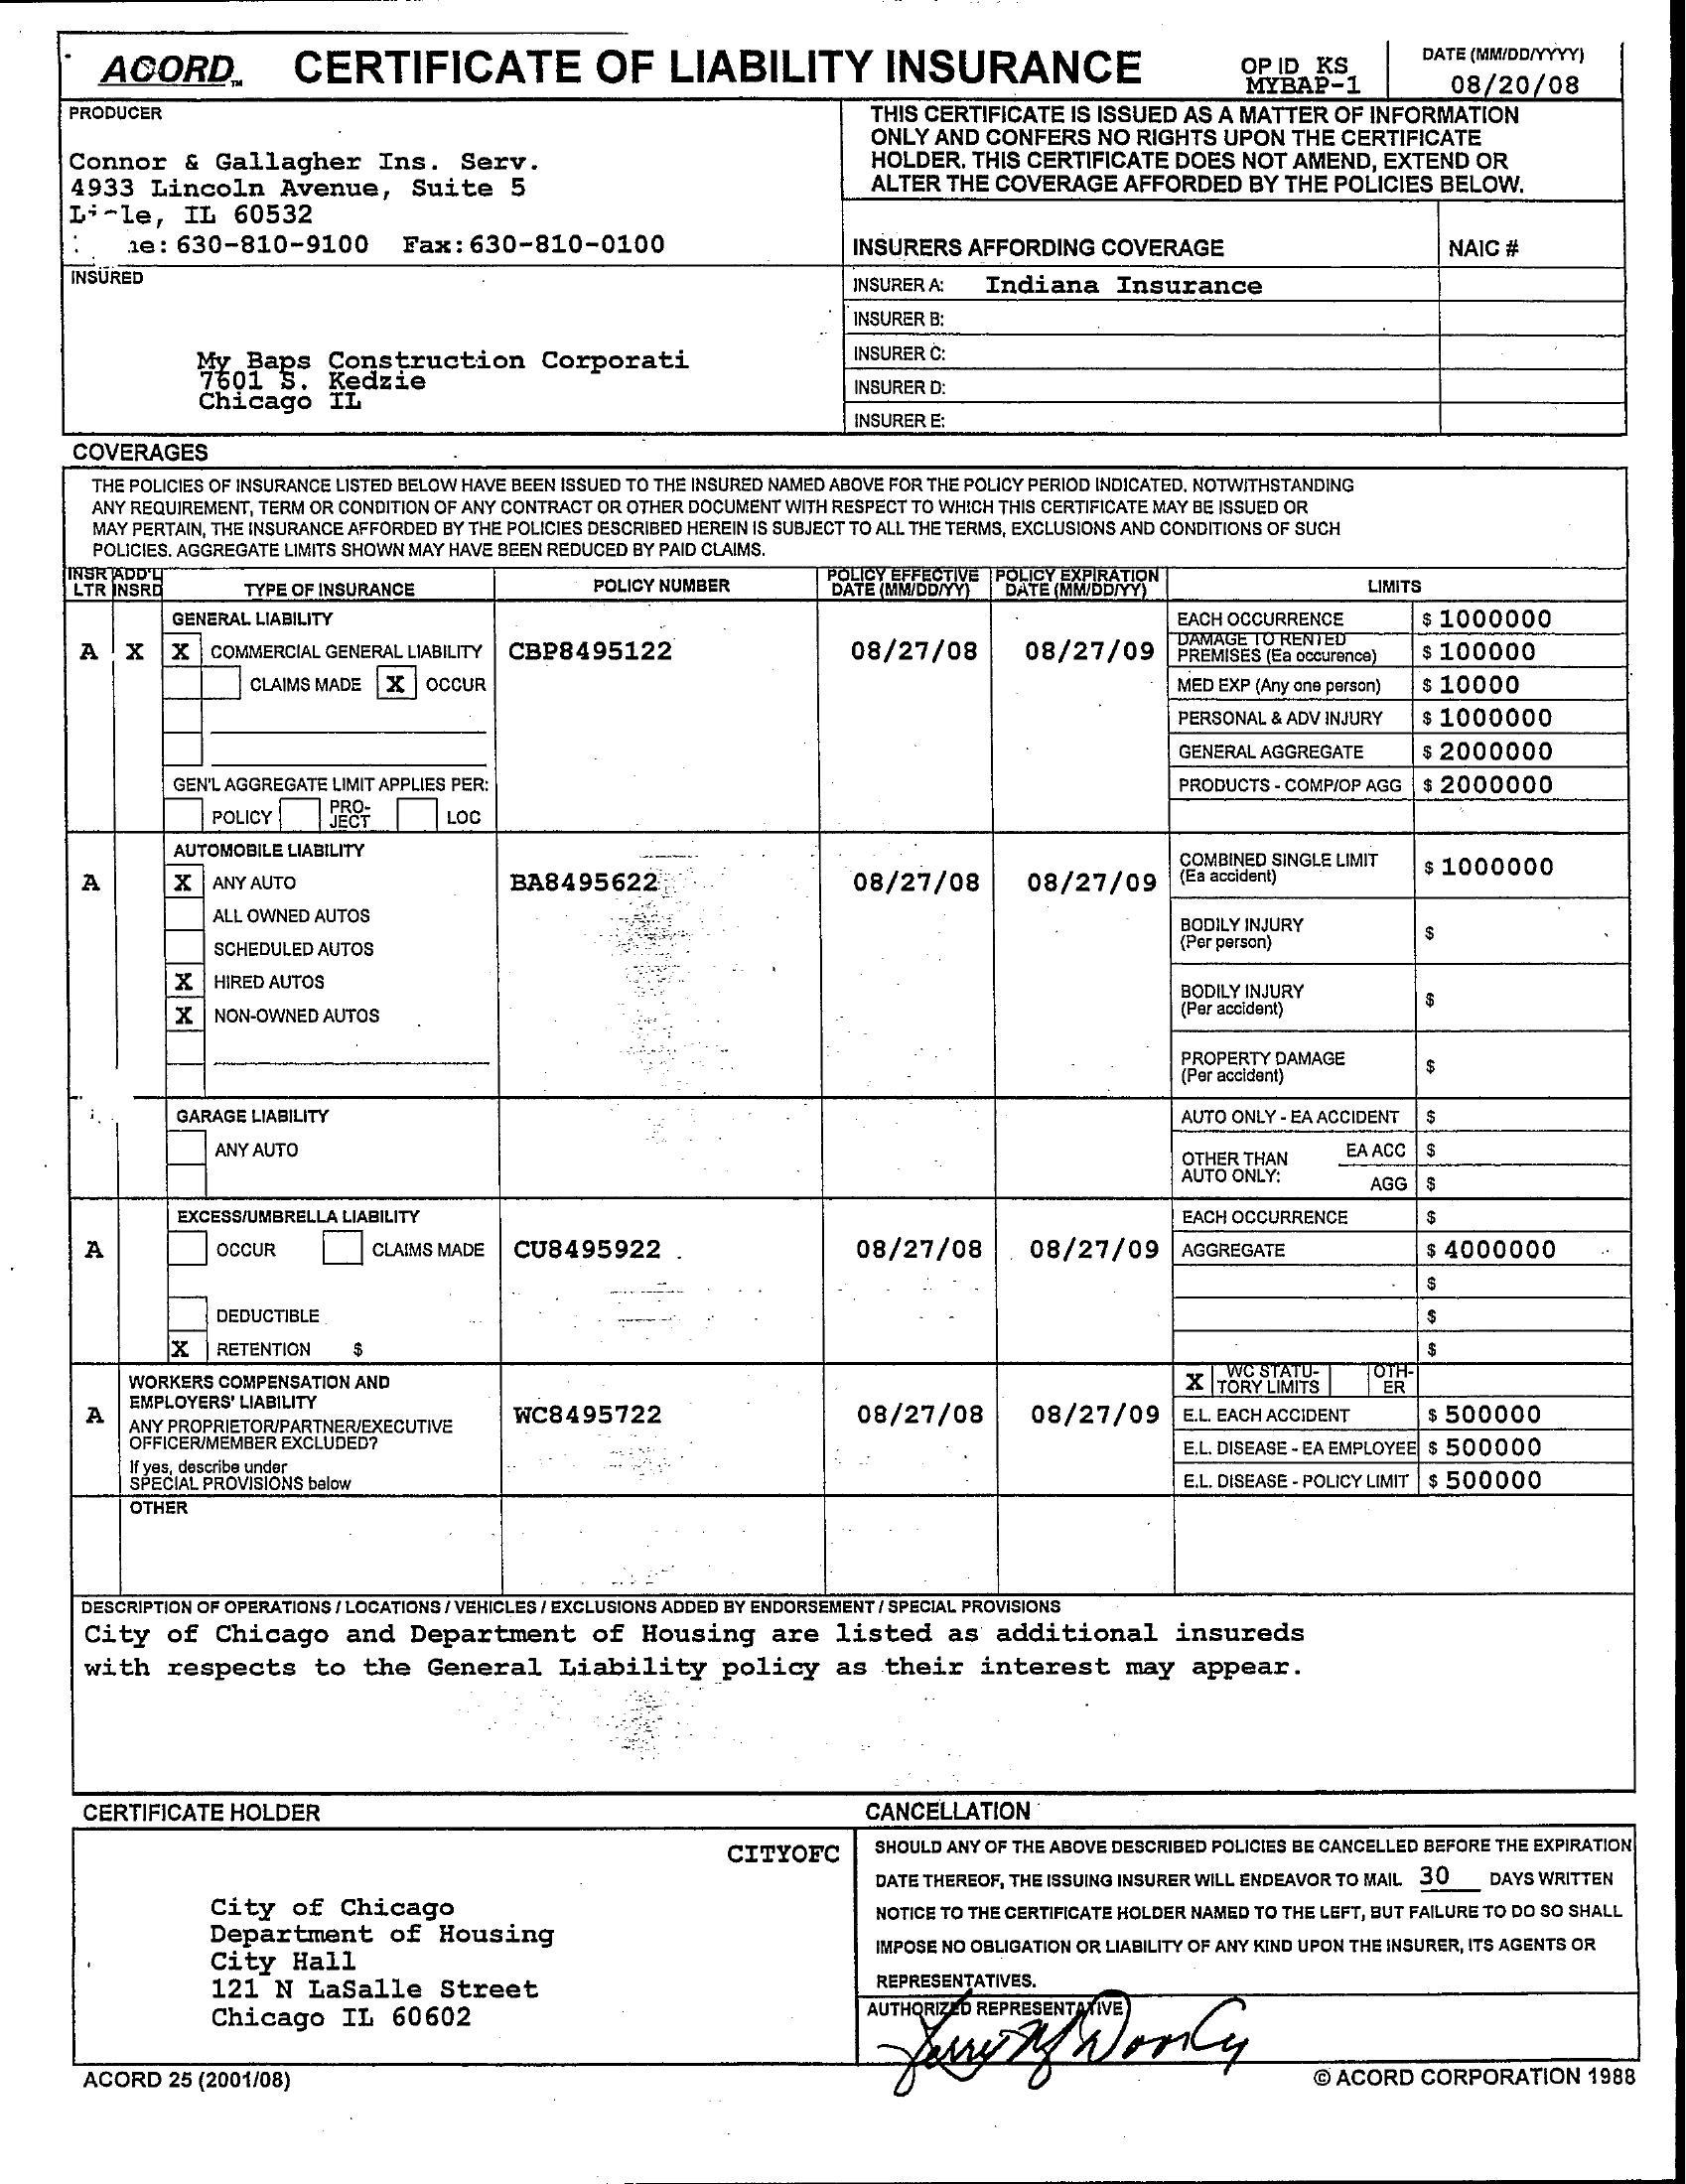 ACORD™ CERTIFICATE OF LIABILITY INSURANCE
OP ID KS
MYBAP-1
DATE (MM/DD/YYYY)
08/20/08
PRODUCER
Connor & Gallagher Ins. Serv.
4933 Lincoln Avenue, Suite 5
IL 60532
630-810-9100 Fax:630-810-0100
THIS CERTIFICATE IS ISSUED AS A MATTER OF INFORMATION
ONLY AND CONFERS NO RIGHTS UPON THE CERTIFICATE
HOLDER. THIS CERTIFICATE DOES NOT AMEND, EXTEND OR
ALTER THE COVERAGE AFFORDED BY THE POLICIES BELOW.
INSURERS AFFORDING COVERAGE
NAIC #
INSURED
My Baps Construction Corporati
7601 S. Kedzie
Chicago IL
INSURER A: Indiana Insurance
INSURER B:
INSURER C:
INSURER D:
INSURER E:
COVERAGES
THE POLICIES OF INSURANCE LISTED BELOW HAVE BEEN ISSUED TO THE INSURED NAMED ABOVE FOR THE POLICY PERIOD INDICATED. NOTWITHSTANDING
ANY REQUIREMENT, TERM OR CONDITION OF ANY CONTRACT OR OTHER DOCUMENT WITH RESPECT TO WHICH THIS CERTIFICATE MAY BE ISSUED OR
MAY PERTAIN, THE INSURANCE AFFORDED BY THE POLICIES DESCRIBED HEREIN IS SUBJECT TO ALL THE TERMS, EXCLUSIONS AND CONDITIONS OF SUCH
POLICIES. AGGREGATE LIMITS SHOWN MAY HAVE BEEN REDUCED BY PAID CLAIMS.
INSR ADD'L
LTR INSRD
TYPE OF INSURANCE
POLICY NUMBER
POLICY EFFECTIVE
DATE (MM/DD/YY)
POLICY EXPIRATION
DATE (MM/DD/YY)
LIMITS
GENERAL LIABILITY
A X X COMMERCIAL GENERAL LIABILITY CBP8495122 08/27/08 08/27/09
CLAIMS MADE X OCCUR
GEN'L AGGREGATE LIMIT APPLIES PER:
POLICY PRO-JECT LOC
EACH OCCURRENCE $ 1000000
DAMAGE TO RENTED
PREMISES (Ea occurence) $ 100000
MED EXP (Any one person) $ 10000
PERSONAL & ADV INJURY $ 1000000
GENERAL AGGREGATE $ 2000000
PRODUCTS - COMP/OP AGG $ 2000000
AUTOMOBILE LIABILITY
A X ANY AUTO BA8495622 08/27/08 08/27/09
ALL OWNED AUTOS
SCHEDULED AUTOS
X HIRED AUTOS
X NON-OWNED AUTOS
COMBINED SINGLE LIMIT
(Ea accident) $ 1000000
BODILY INJURY
(Per person) $
BODILY INJURY
(Per accident) $
PROPERTY DAMAGE
(Per accident) $
GARAGE LIABILITY
ANY AUTO
AUTO ONLY - EA ACCIDENT $
OTHER THAN
AUTO ONLY:
EA ACC $
AGG $
EXCESS/UMBRELLA LIABILITY
A OCCUR CLAIMS MADE CU8495922 08/27/08 08/27/09
DEDUCTIBLE
X RETENTION $
EACH OCCURRENCE $
AGGREGATE $ 4000000
$
$
$
WORKERS COMPENSATION AND
EMPLOYERS' LIABILITY
A WC8495722 08/27/08 08/27/09
ANY PROPRIETOR/PARTNER/EXECUTIVE
OFFICER/MEMBER EXCLUDED?
If yes, describe under
SPECIAL PROVISIONS below
X WC STATU-
TORY LIMITS
OTH-
ER
E.L. EACH ACCIDENT $ 500000
E.L. DISEASE - EA EMPLOYEE $ 500000
E.L. DISEASE - POLICY LIMIT $ 500000
OTHER
DESCRIPTION OF OPERATIONS / LOCATIONS / VEHICLES / EXCLUSIONS ADDED BY ENDORSEMENT / SPECIAL PROVISIONS
City of Chicago and Department of Housing are listed as additional insureds
with respects to the General Liability policy as their interest may appear.
CERTIFICATE HOLDER
CITYOFC
City of Chicago
Department of Housing
City Hall
121 N LaSalle Street
Chicago IL 60602
CANCELLATION
SHOULD ANY OF THE ABOVE DESCRIBED POLICIES BE CANCELLED BEFORE THE EXPIRATION
DATE THEREOF, THE ISSUING INSURER WILL ENDEAVOR TO MAIL 30 DAYS WRITTEN
NOTICE TO THE CERTIFICATE HOLDER NAMED TO THE LEFT, BUT FAILURE TO DO SO SHALL
IMPOSE NO OBLIGATION OR LIABILITY OF ANY KIND UPON THE INSURER, ITS AGENTS OR
REPRESENTATIVES.
AUTHORIZED REPRESENTATIVE
ACORD 25 (2001/08)
© ACORD CORPORATION 1988